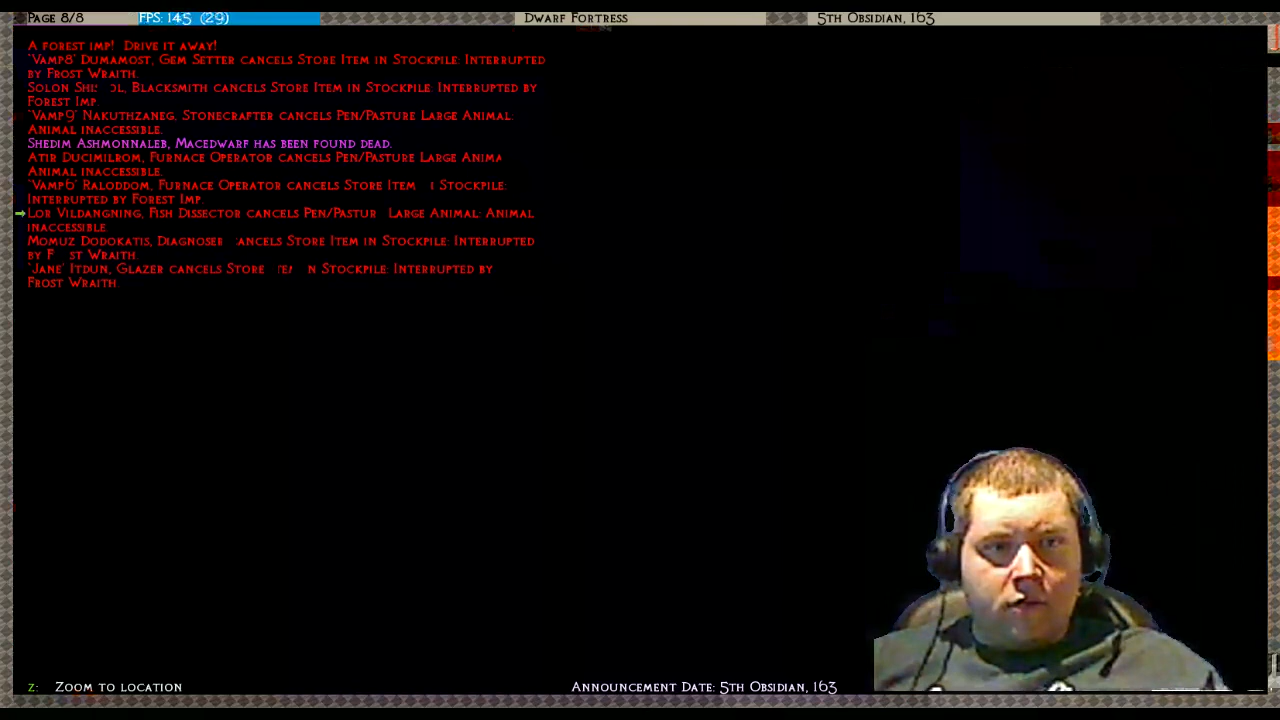 Page 8/8 FPS: 145 (29) Dwarf Fortress 5th Obsidian, 163
A forest imp! Drive it away!
'Vamp8' Dumamost, Gem Setter cancels Store Item in Stockpile: Interrupted
by Frost Wraith.
Solon, Blacksmith cancels Store Item in Stockpile: Interrupted by
Forest Imp.
'Vamp9' Nakuthzaneg, Stonecrafter cancels Pen/Pasture Large Animal:
Animal inaccessible.
Shedim Ashmonnaleb, Macedwarf has been found dead.
Atir Ducimilrom, Furnace Operator cancels Pen/Pasture Large
Animal inaccessible.
'Vamp6' Raloddom, Furnace Operator cancels Store Item Stockpile:
Interrupted by Forest Imp.
Lor Vildangning, Fish Dissector cancels Large Animal: Animal
inaccessible.
Momuz Dodokatis, Diagnoser Store Item in Stockpile: Interrupted
by Wraith.
'Jane' Itdun, Glazer cancels Store Stockpile: Interrupted by
Frost Wraith.
z: Zoom to location Announcement Date: 5th Obsidian, 163